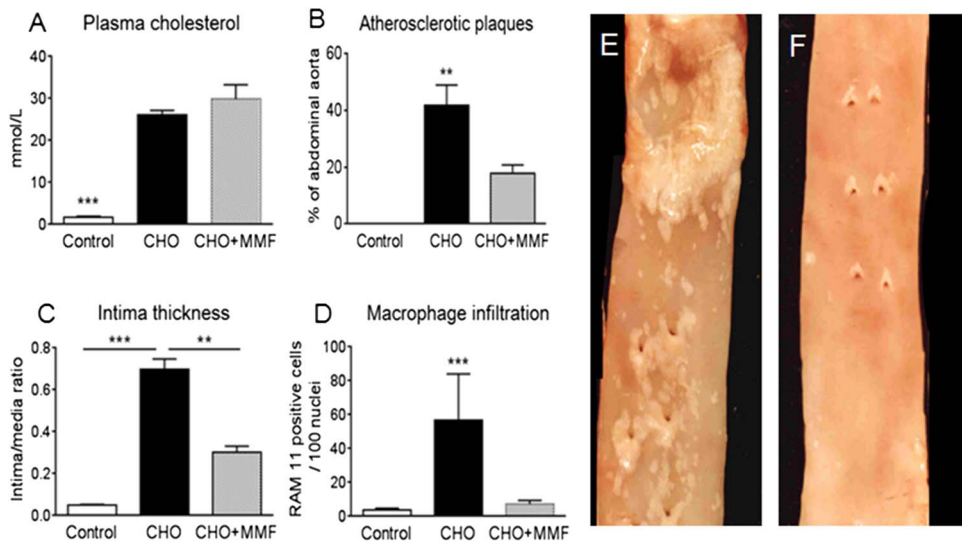 A Plasma cholesterol
mmol/L
40
30
20
10
0
***
Control CHO CHO+MMF
B Atherosclerotic plaques
% of abdominal aorta
60
40
20
0
**
Control CHO CHO+MMF
C Intima thickness
Intima/media ratio
0.8
0.6
0.4
0.2
0.0
*** **
Control CHO CHO+MMF
D Macrophage infiltration
RAM 11 positive cells
/ 100 nuclei
100
80
60
40
20
0
***
Control CHO CHO+MMF
E
F